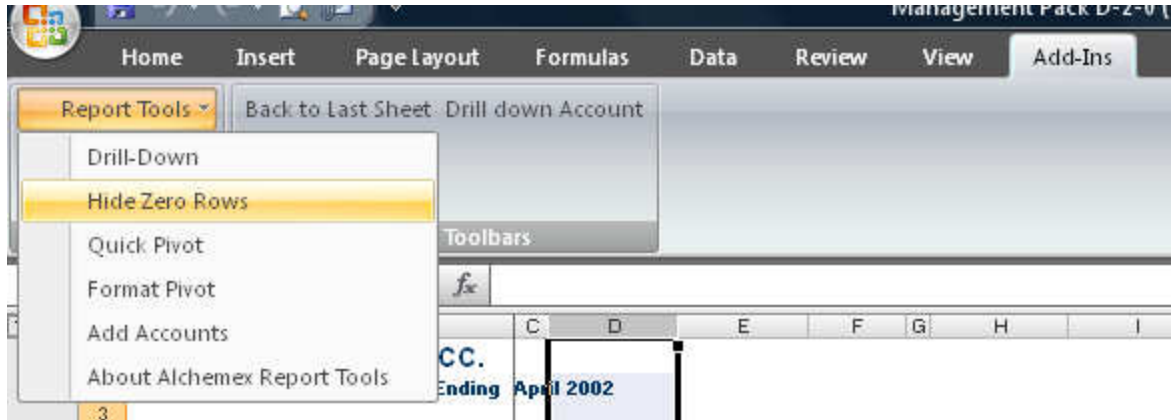 Management Pack D-2-0
Home Insert Page Layout Formulas Data Review View Add-Ins
Report Tools Back to Last Sheet Drill down Account
Drill-Down
Hide Zero Rows
Quick Pivot
Toolbars
Format Pivot
fx
Add Accounts
C D E F G H I
About Alchemex Report Tools
CC.
Ending April 2002
3